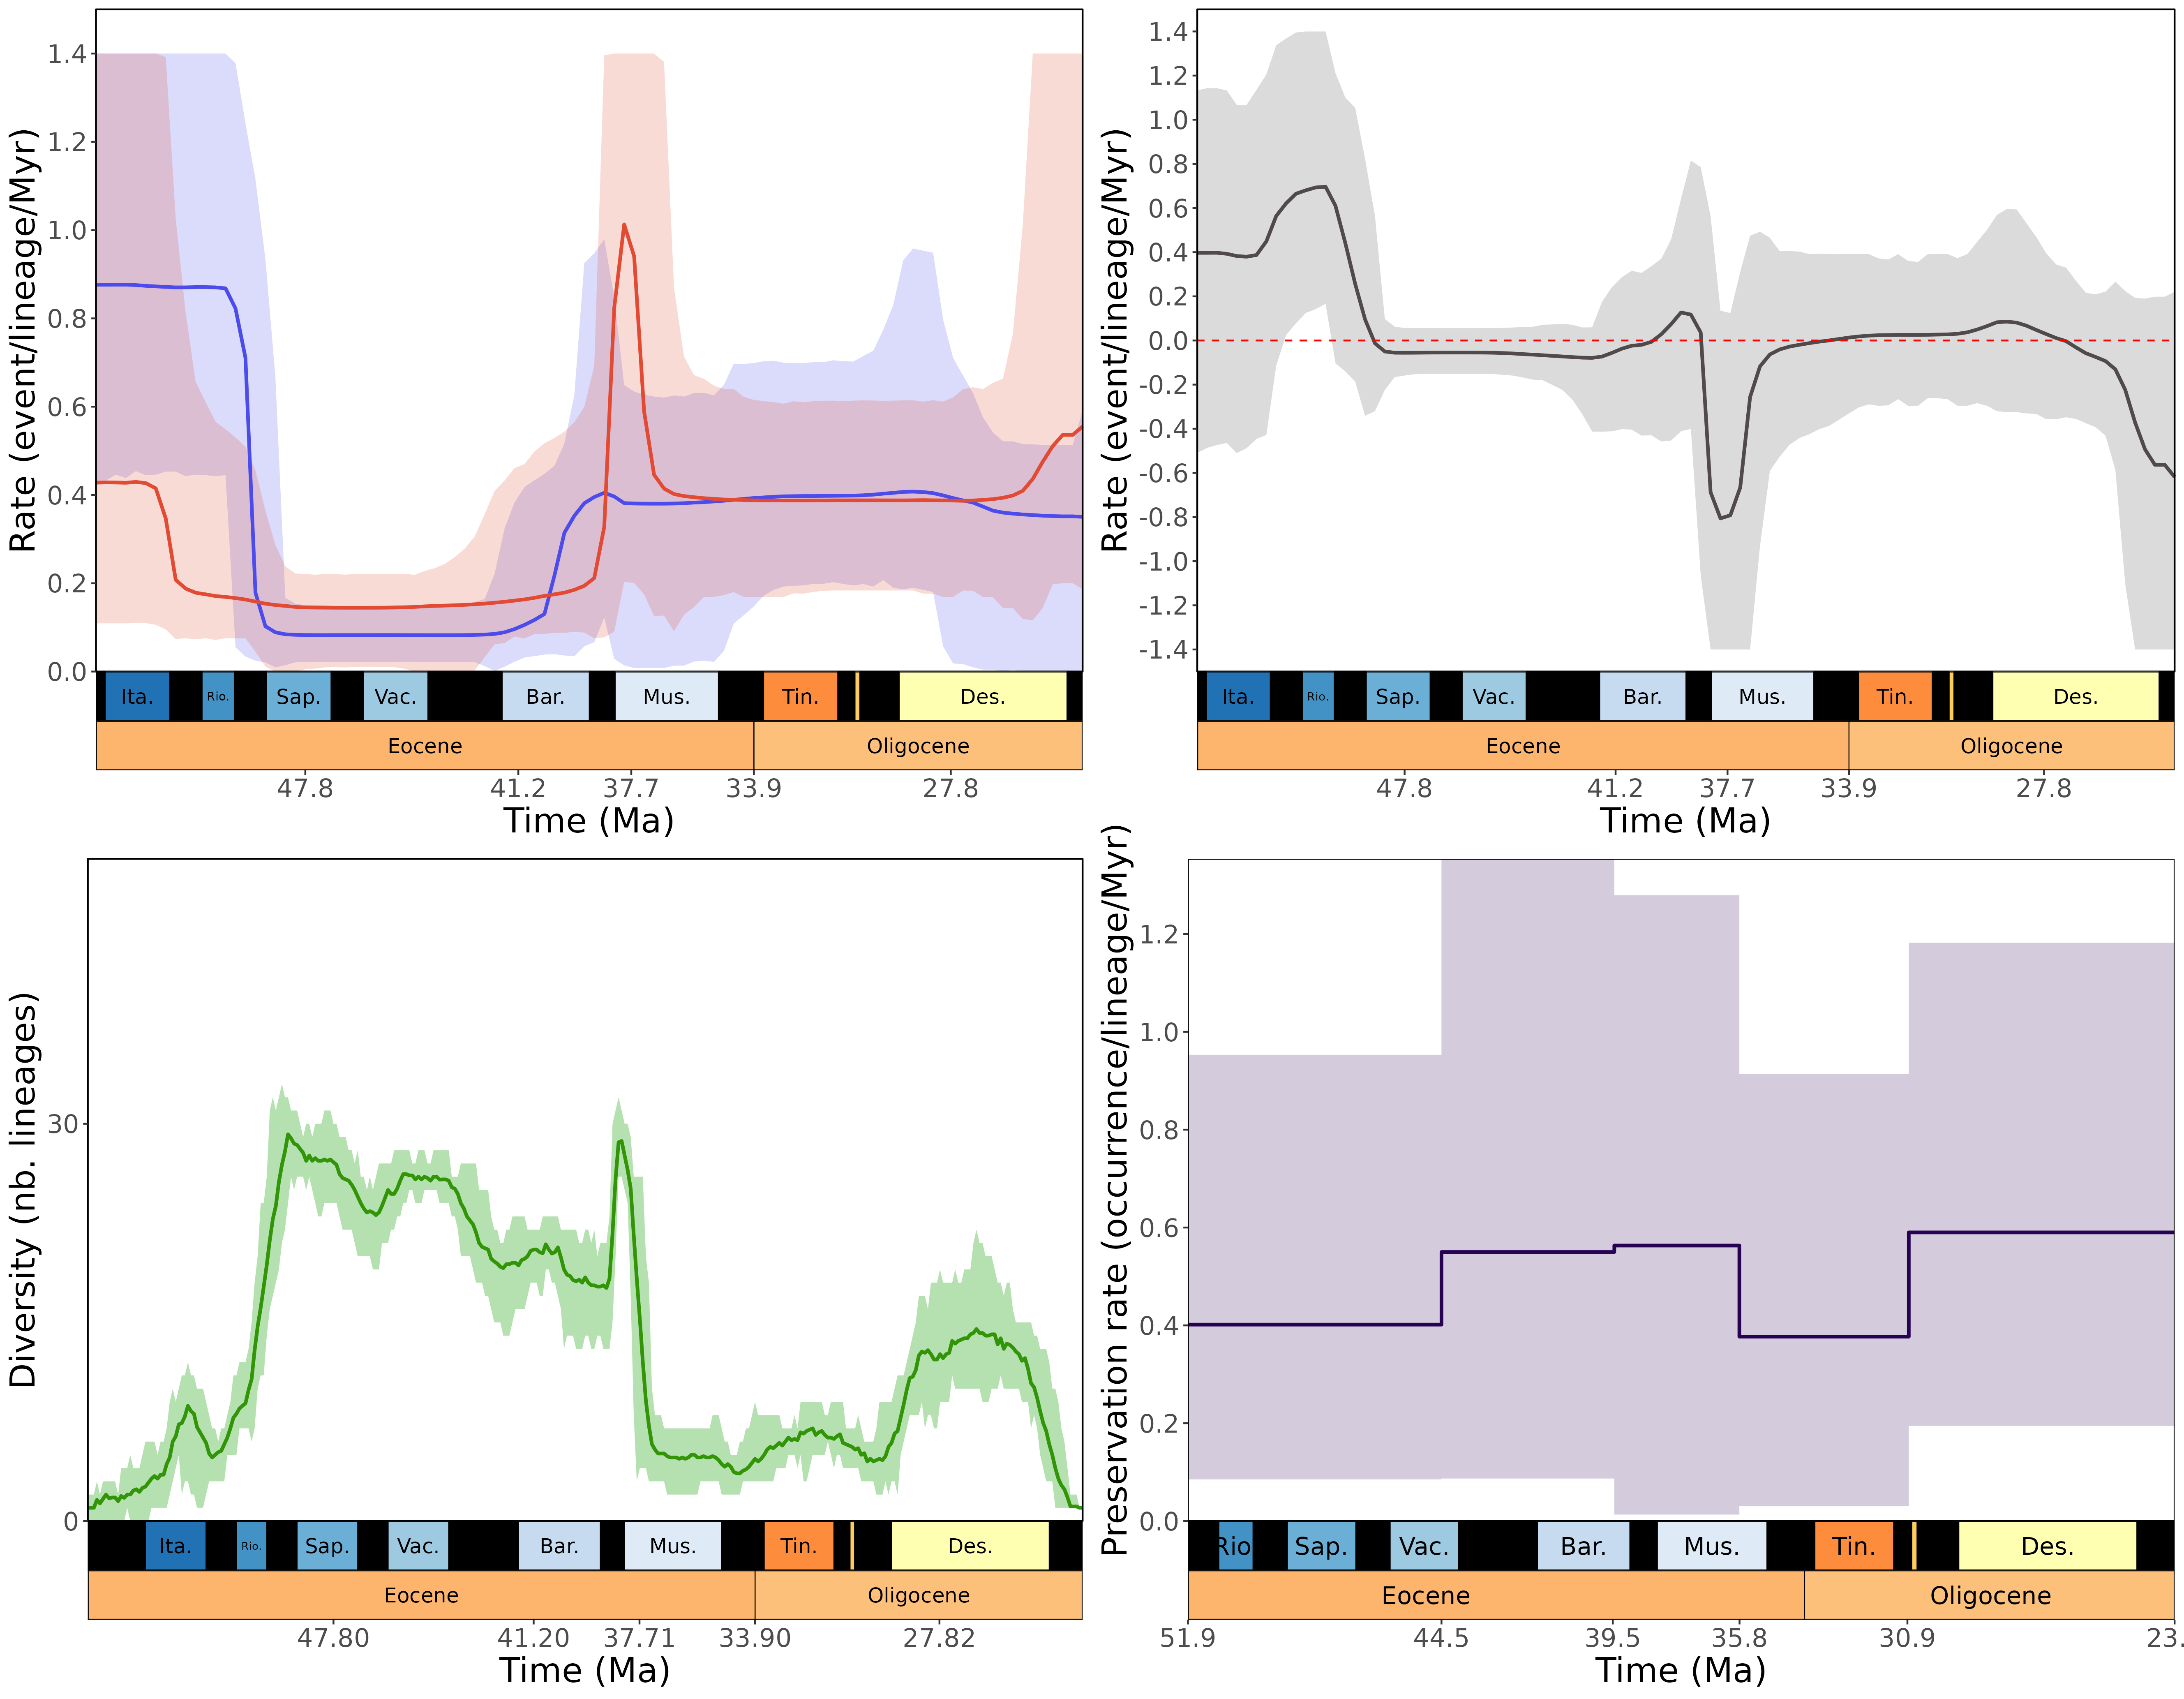 Rate (event/lineage/Myr)
1.4
1.2
1.0
0.8
0.6
0.4
0.2
0.0
Ita. Rio. Sap. Vac. Bar. Mus. Tin. Des.
Eocene Oligocene
47.8 41.2 37.7 33.9 27.8
Time (Ma)
Rate (event/lineage/Myr)
1.4
1.2
1.0
0.8
0.6
0.4
0.2
0.0
-0.2
-0.4
-0.6
-0.8
-1.0
-1.2
-1.4
Ita. Rio. Sap. Vac. Bar. Mus. Tin. Des.
Eocene Oligocene
47.8 41.2 37.7 33.9 27.8
Time (Ma)
Diversity (nb. lineages)
30
0
Ita. Rio. Sap. Vac. Bar. Mus. Tin. Des.
Eocene Oligocene
47.80 41.20 37.71 33.90 27.82
Time (Ma)
Preservation rate (occurrence/lineage/Myr)
1.2
1.0
0.8
0.6
0.4
0.2
0.0
Rio Sap. Vac. Bar. Mus. Tin. Des.
Eocene Oligocene
51.9 44.5 39.5 35.8 30.9 23.
Time (Ma)